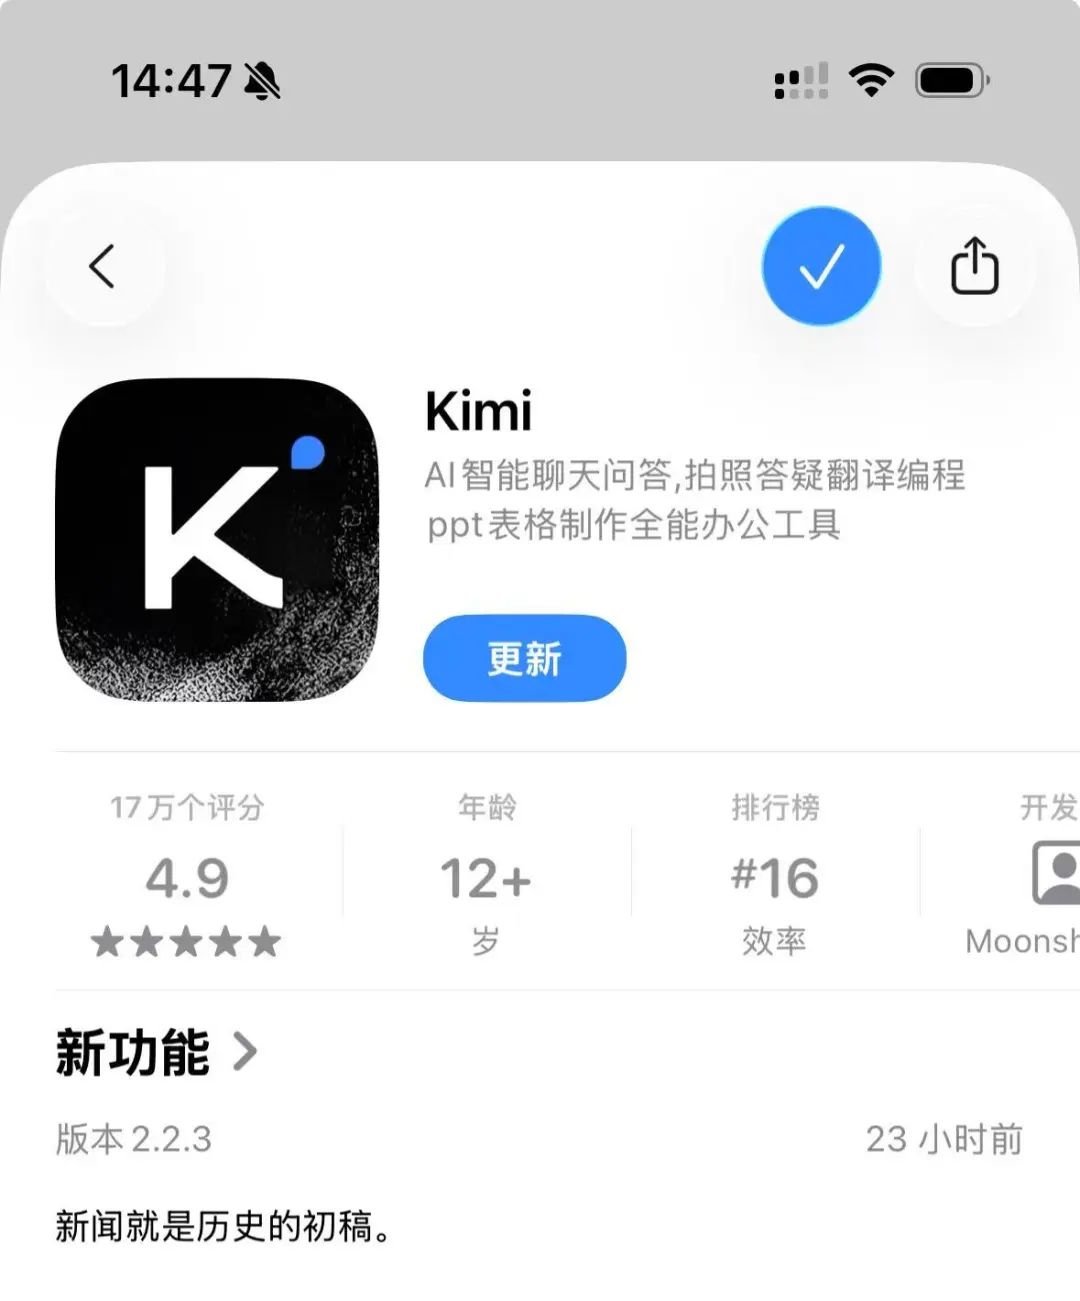 14:47
Kimi
AI智能聊天问答,拍照答疑翻译编程
ppt表格制作全能办公工具
更新
17万个评分
年龄
排行榜
开发
4.9
12+
#16
★★★★★
岁
效率
Moonsh
新功能
版本 2.2.3
23 小时前
新闻就是历史的初稿。